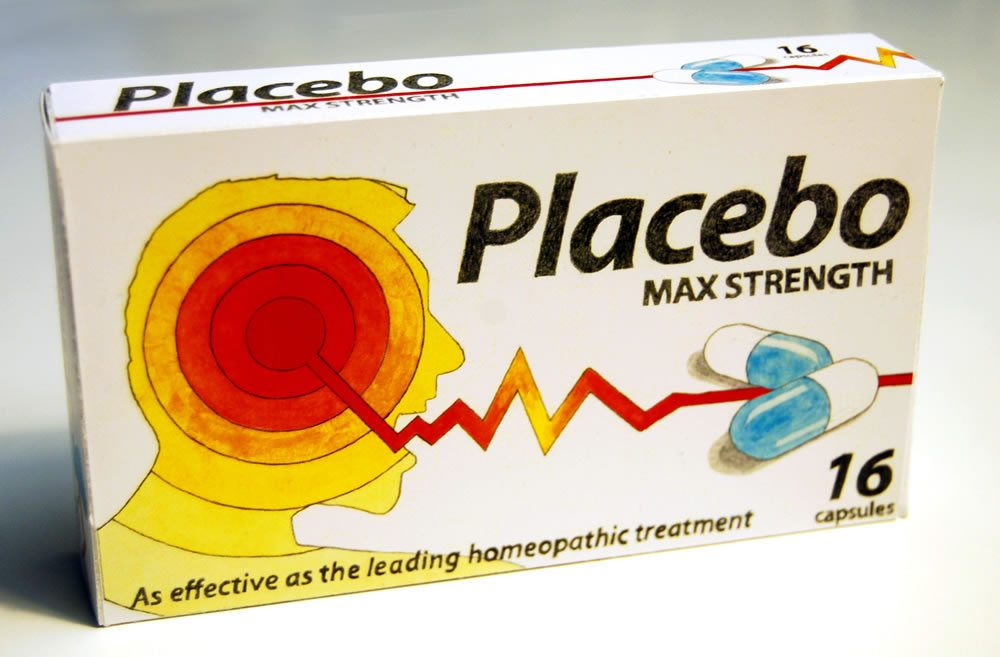 Placebo
MAX STRENGTH
16
capsules
Placebo
MAX STRENGTH
16
capsules
As effective as the leading homeopathic treatment